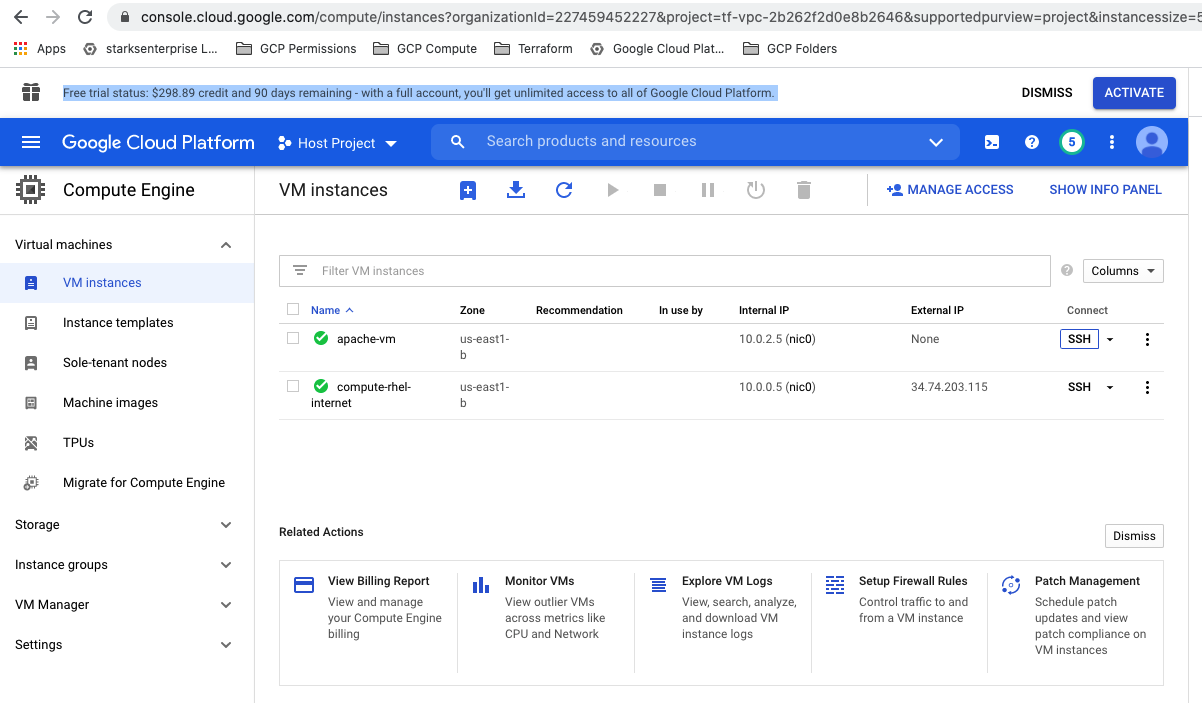 console.cloud.google.com/compute/instances?organizationId=227459452227&project=tf-vpc-2b262f2d0e8b2646&supportedpurview=project&instancessize=5
Apps starksenterprise L... GCP Permissions GCP Compute Terraform Google Cloud Plat... GCP Folders
Free trial status: $298.89 credit and 90 days remaining - with a full account, you'll get unlimited access to all of Google Cloud Platform. DISMISS ACTIVATE
Google Cloud Platform Host Project Search products and resources 5
Compute Engine VM instances MANAGE ACCESS SHOW INFO PANEL
Virtual machines
VM instances
Instance templates
Sole-tenant nodes
Machine images
TPUs
Migrate for Compute Engine
Storage
Instance groups
VM Manager
Settings
Filter VM instances Columns
Name Zone Recommendation In use by Internal IP External IP Connect
apache-vm us-east1- 10.0.2.5 (nic0) None SSH
b
compute-rhel- us-east1- 10.0.0.5 (nic0) 34.74.203.115 SSH
internet b
Related Actions Dismiss
View Billing Report
View and manage
your Compute Engine
billing
Monitor VMs
View outlier VMs
across metrics like
CPU and Network
Explore VM Logs
View, search, analyze,
and download VM
instance logs
Setup Firewall Rules
Control traffic to and
from a VM instance
Patch Management
Schedule patch
updates and view
patch compliance on
VM instances